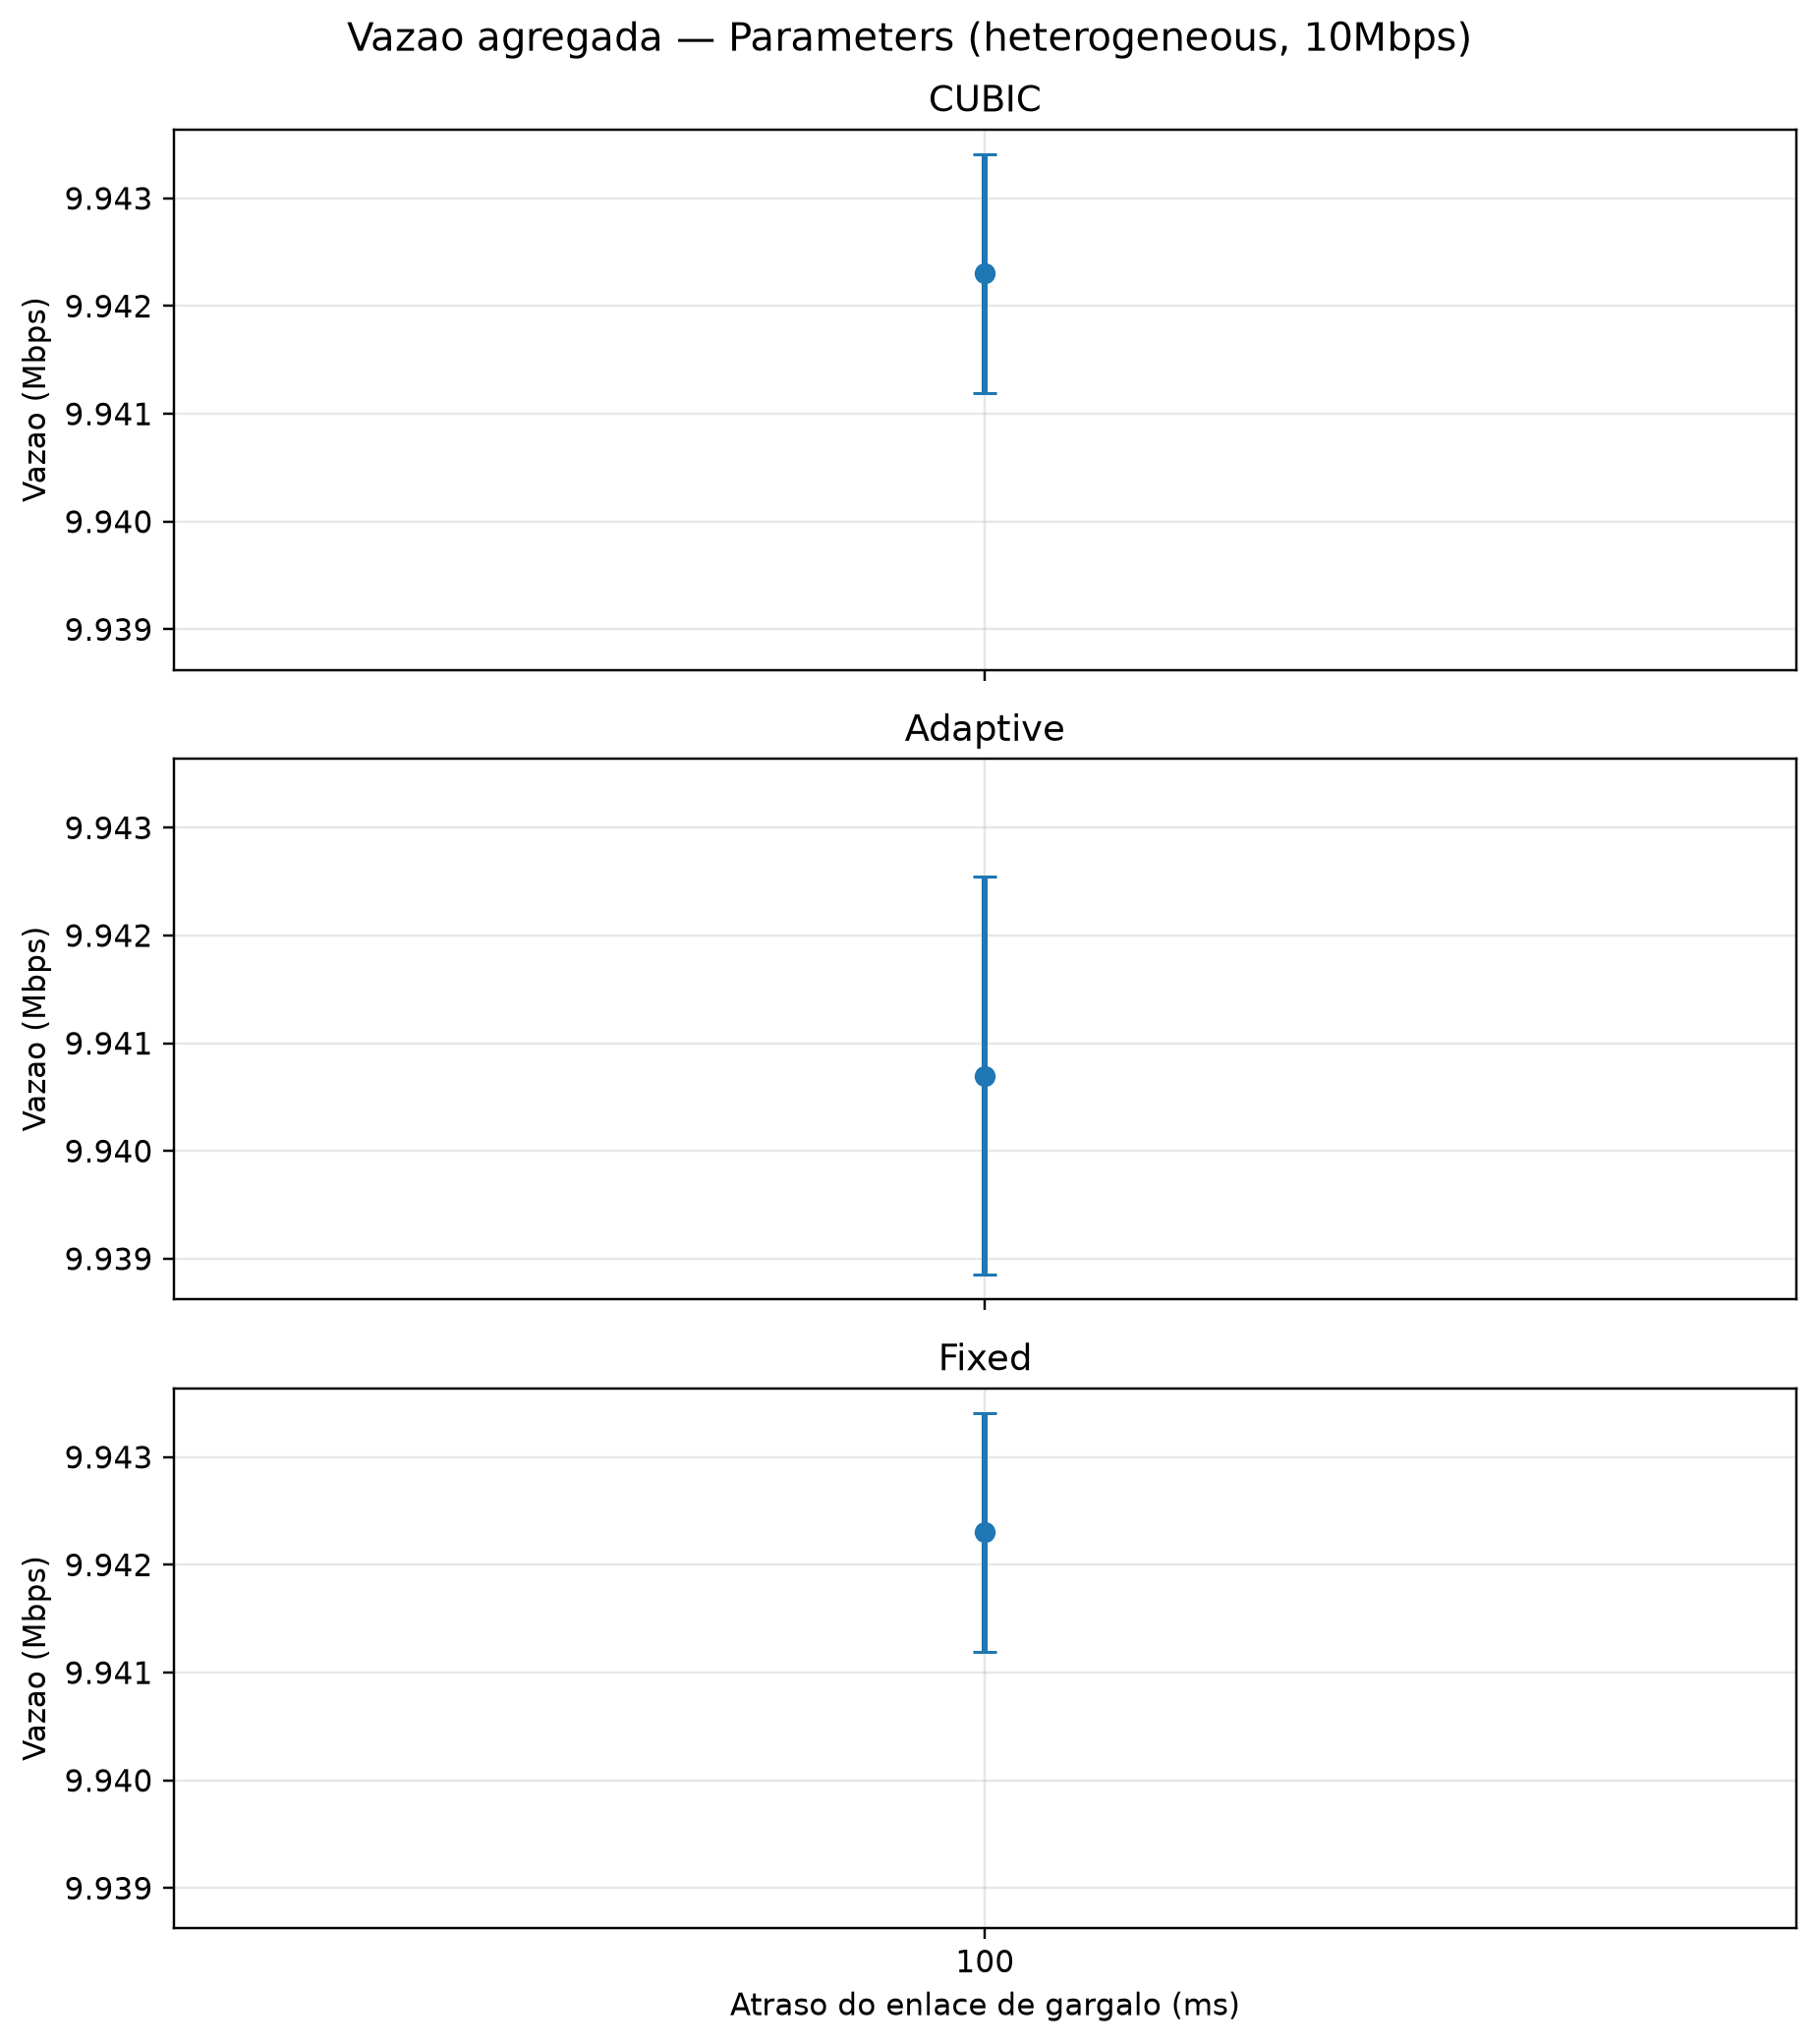 Vazao agregada — Parameters (heterogeneous, 10Mbps)
CUBIC
9.943
9.942
9.941
9.940
9.939
Vazao (Mbps)
Adaptive
9.943
9.942
9.941
9.940
9.939
Vazao (Mbps)
Fixed
9.943
9.942
9.941
9.940
9.939
Vazao (Mbps)
100
Atraso do enlace de gargalo (ms)